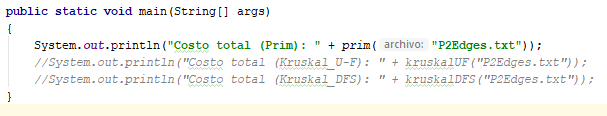 public static void main(String[] args)
{
System.out.println("Costo total (Prim): " + prim( archivo: "P2Edges.txt"));
//System.out.println("Costo total (Kruskal_U-F): " + kruskalUF("P2Edges.txt"));
//System.out.println("Costo total (Kruskal_DFS): " + kruskalDFS("P2Edges.txt"));
}